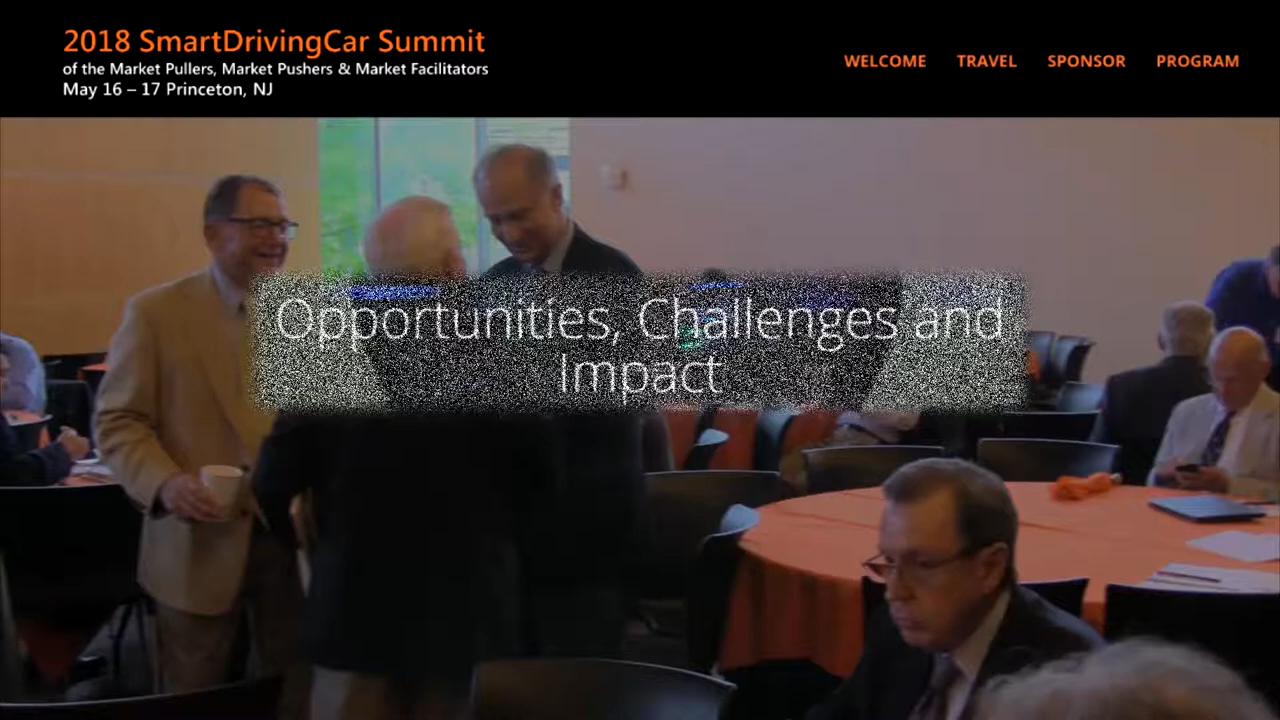 2018 SmartDrivingCar Summit
of the Market Pullers, Market Pushers & Market Facilitators
May 16 – 17 Princeton, NJ
WELCOME TRAVEL SPONSOR PROGRAM
Opportunities, Challenges and
Impact